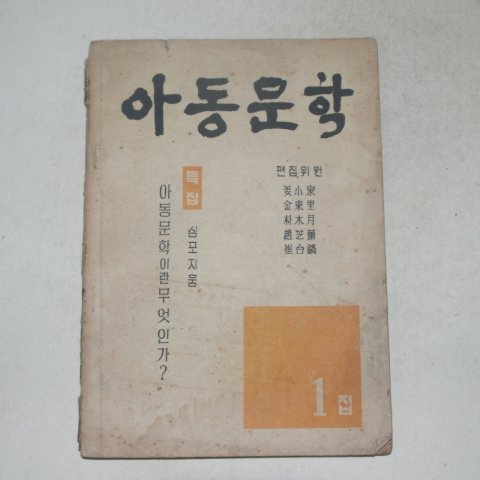 아동문학
특집
심포지움
아동문학이란무엇인가?
편집위원
姜小泉
金東里
朴木月
趙芝薰
崔台鎬
1집